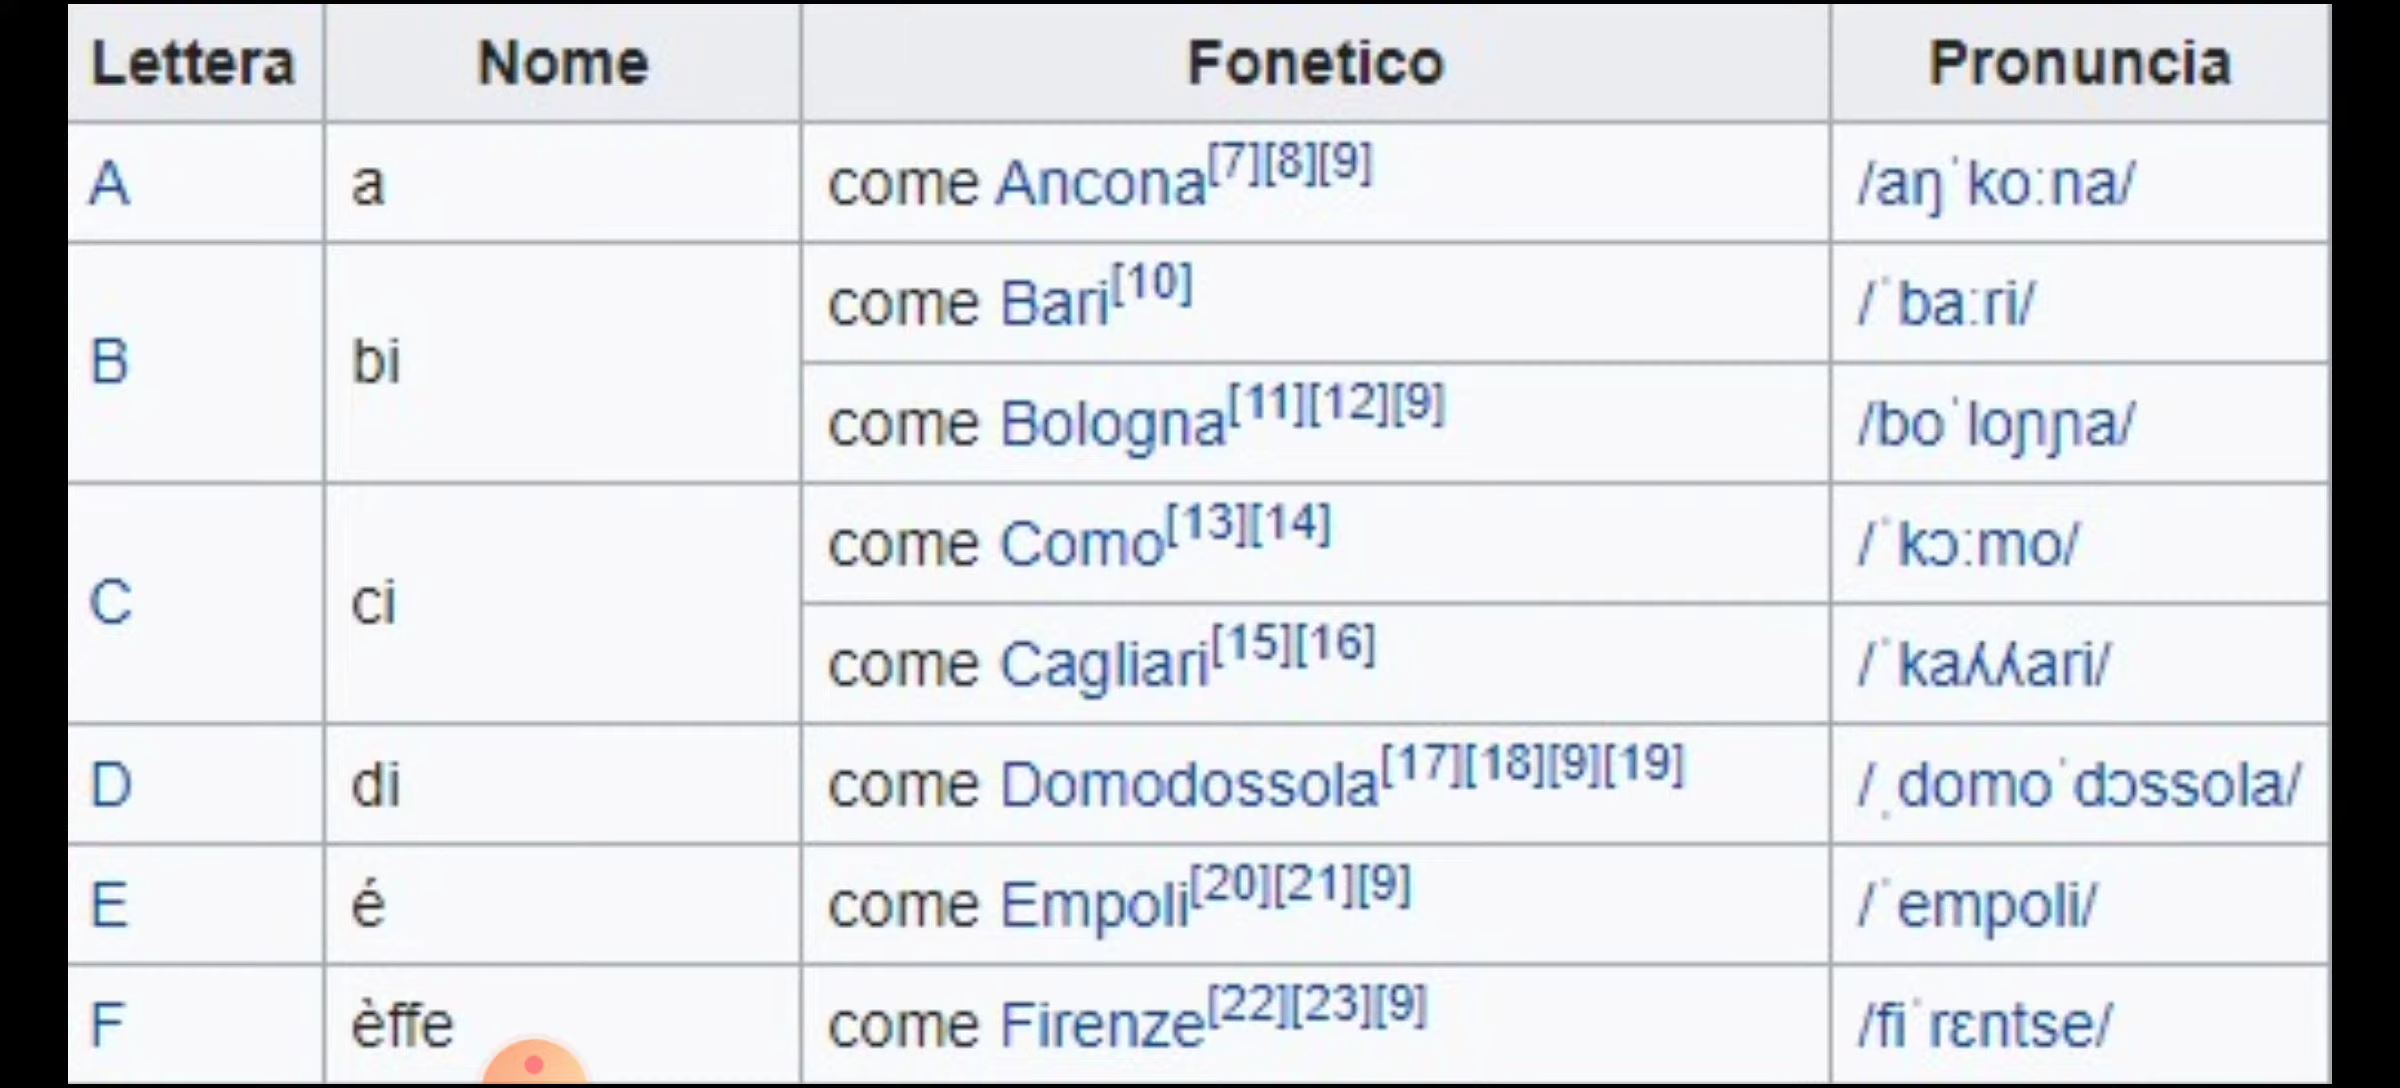 Lettera Nome Fonetico Pronuncia
A a come Ancona[7][8][9] /aŋˈkoːna/
B bi come Bari[10] /ˈbaːri/
come Bologna[11][12][9] /boˈloɲɲa/
C ci come Como[13][14] /ˈkɔːmo/
come Cagliari[15][16] /ˈkaʎʎari/
D di come Domodossola[17][18][9][19] /ˌdomoˈdɔssola/
E é come Empoli[20][21][9] /ˈempoli/
F èffe come Firenze[22][23][9] /fiˈrɛntse/